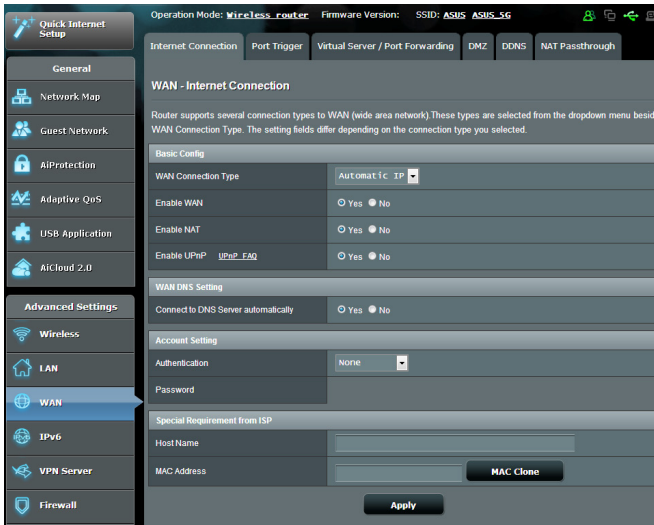 Quick Internet
Setup
Operation Mode: Wireless router Firmware Version: SSID: ASUS ASUS_5G
Internet Connection Port Trigger Virtual Server / Port Forwarding DMZ DDNS NAT Passthrough
General
Network Map
Guest Network
AiProtection
Adaptive QoS
USB Application
AiCloud 2.0
Advanced Settings
Wireless
LAN
WAN
IPv6
VPN Server
Firewall
WAN - Internet Connection
Router supports several connection types to WAN (wide area network).These types are selected from the dropdown menu besid
WAN Connection Type. The setting fields differ depending on the connection type you selected.
Basic Config
WAN Connection Type Automatic IP
Enable WAN Yes No
Enable NAT Yes No
Enable UPnP UPnP FAQ Yes No
WAN DNS Setting
Connect to DNS Server automatically Yes No
Account Setting
Authentication None
Password
Special Requirement from ISP
Host Name
MAC Address MAC Clone
Apply